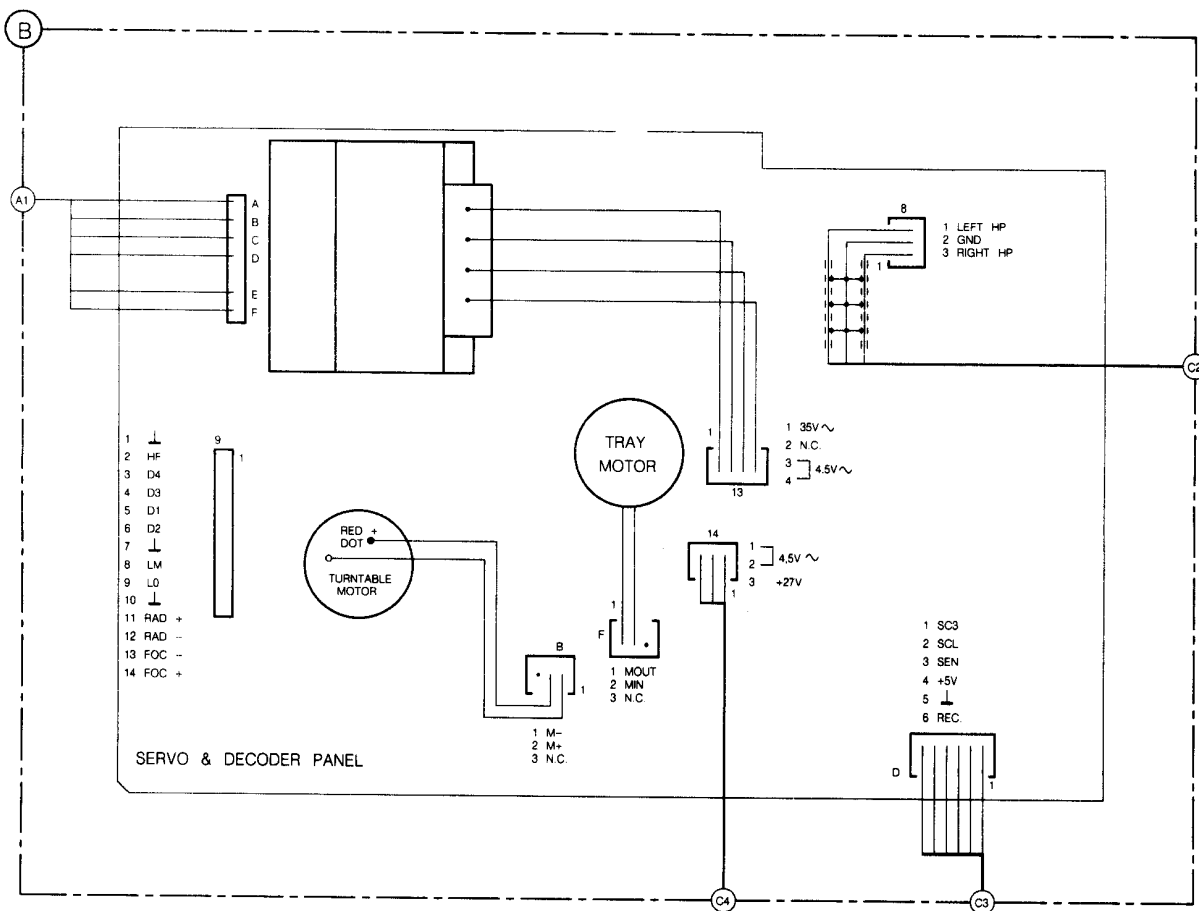 B
A1
A
B
C
D
E
F
8
1 LEFT HP
2 GND
3 RIGHT HP
1
C2
1 ⊥
2 HF
3 D4
4 D3
5 D1
6 D2
7 ⊥
8 LM
9 L0
10 ⊥
11 RAD +
12 RAD -
13 FOC -
14 FOC +
9
1
TRAY
MOTOR
1
13
1 35V~
2 N.C.
3
4
4.5V~
RED +
DOT
TURNTABLE
MOTOR
14
1
1
2
4,5V ~
3 +27V
1
F
1 MOUT
2 MIN
3 N.C.
B
1
1 M-
2 M+
3 N.C.
1 SC3
2 SCL
3 SEN
4 +5V
5 ⊥
6 REC.
D
1
SERVO & DECODER PANEL
C4
C3